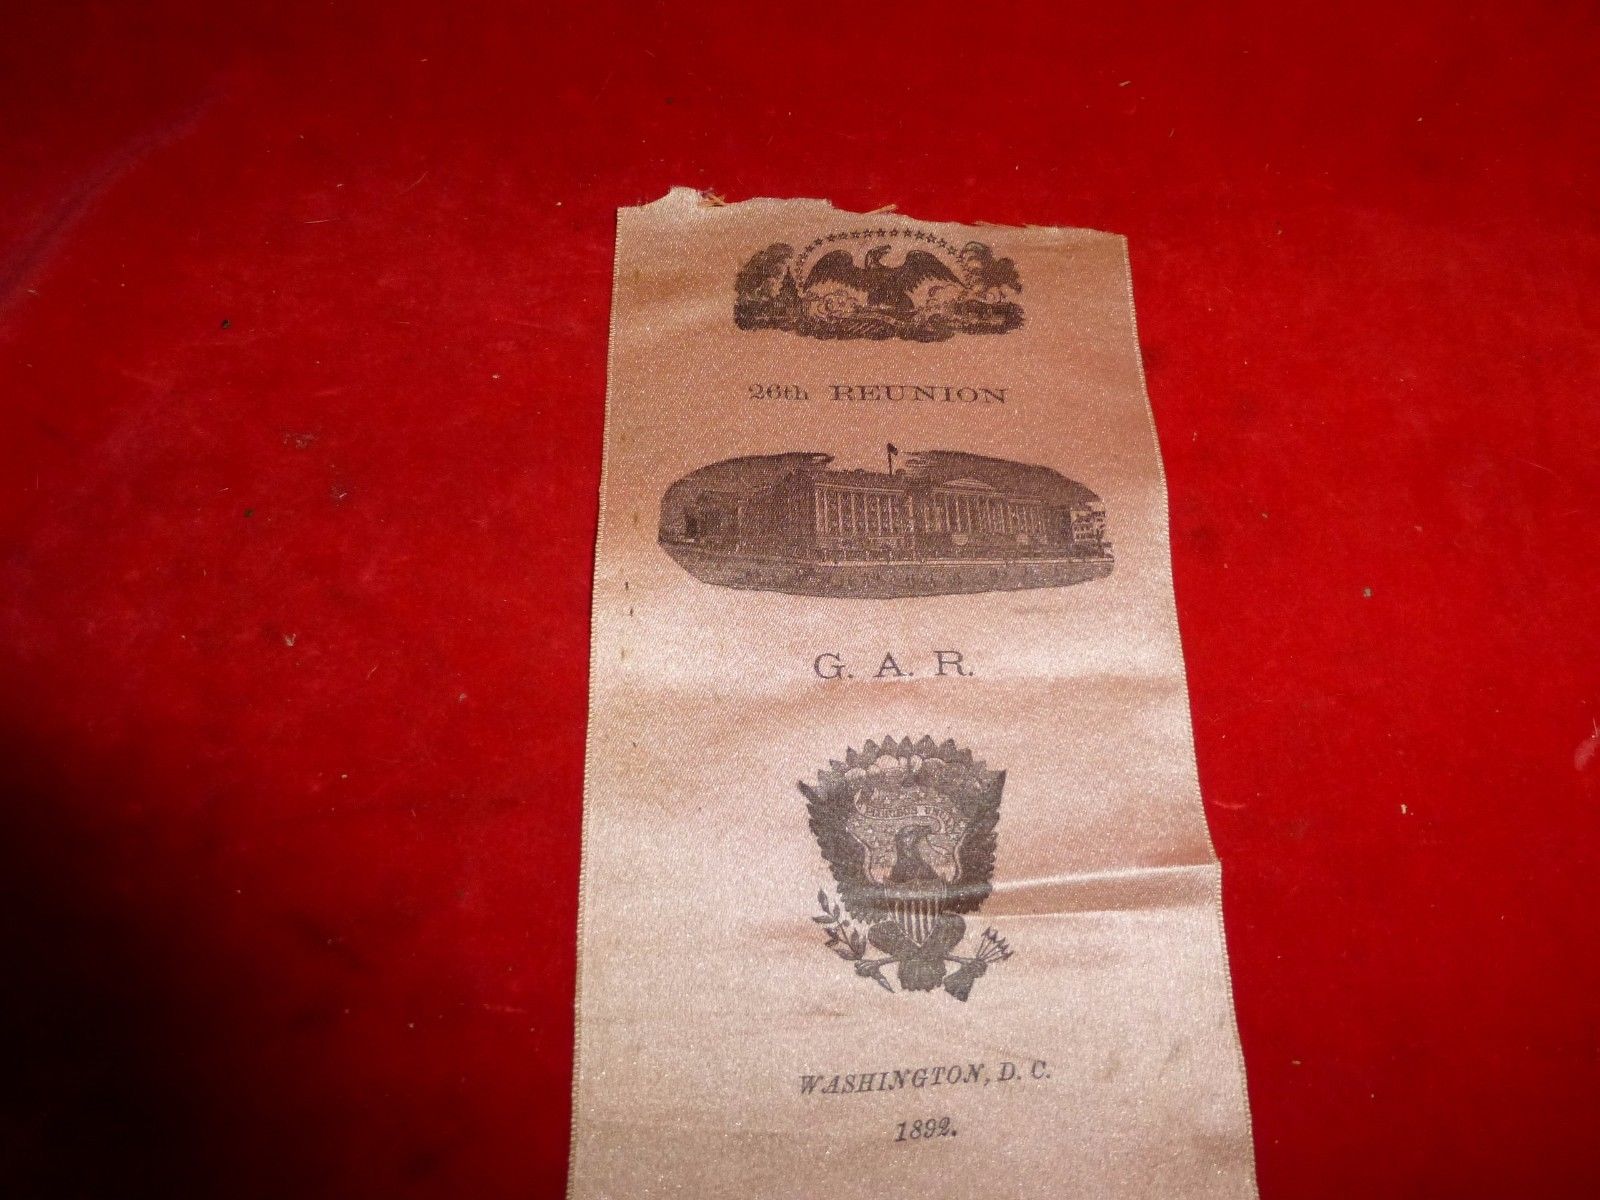 26th REUNION
G. A. R.
WASHINGTON, D. C.
1892.